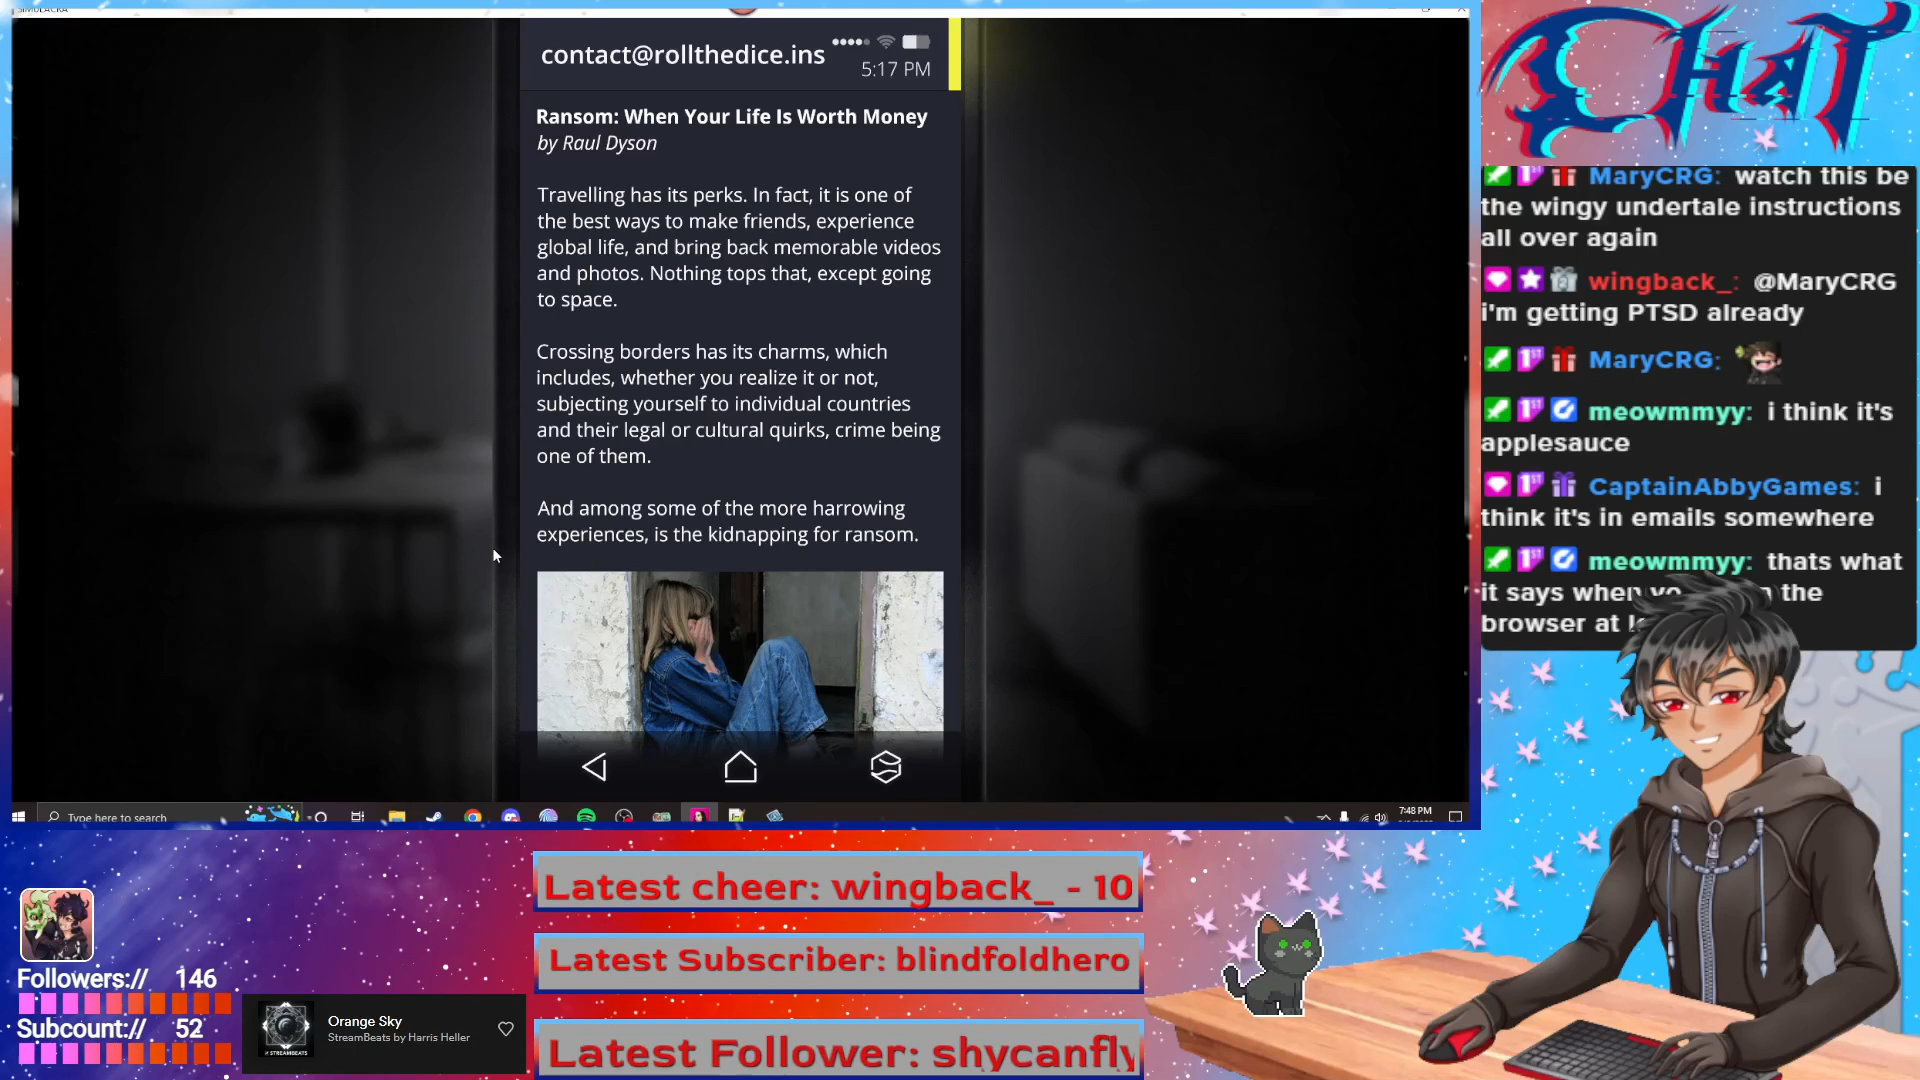 SIMULACRA
contact@rollthedice.ins
5:17 PM
Ransom: When Your Life Is Worth Money
by Raul Dyson
Travelling has its perks. In fact, it is one of
the best ways to make friends, experience
global life, and bring back memorable videos
and photos. Nothing tops that, except going
to space.
Crossing borders has its charms, which
includes, whether you realize it or not,
subjecting yourself to individual countries
and their legal or cultural quirks, crime being
one of them.
And among some of the more harrowing
experiences, is the kidnapping for ransom.
Type here to search
7:48 PM
CHAT
MaryCRG: watch this be
the wingy undertale instructions
all over again
wingback_: @MaryCRG
i'm getting PTSD already
MaryCRG:
meowmmyy: i think it's
applesauce
CaptainAbbyGames: i
think it's in emails somewhere
meowmmyy: thats what
it says when the
browser at
Latest cheer: wingback_ - 10
Latest Subscriber: blindfoldhero
Latest Follower: shycanfly
Followers:// 146
Subcount:// 52
Orange Sky
StreamBeats by Harris Heller
STREAMBEATS